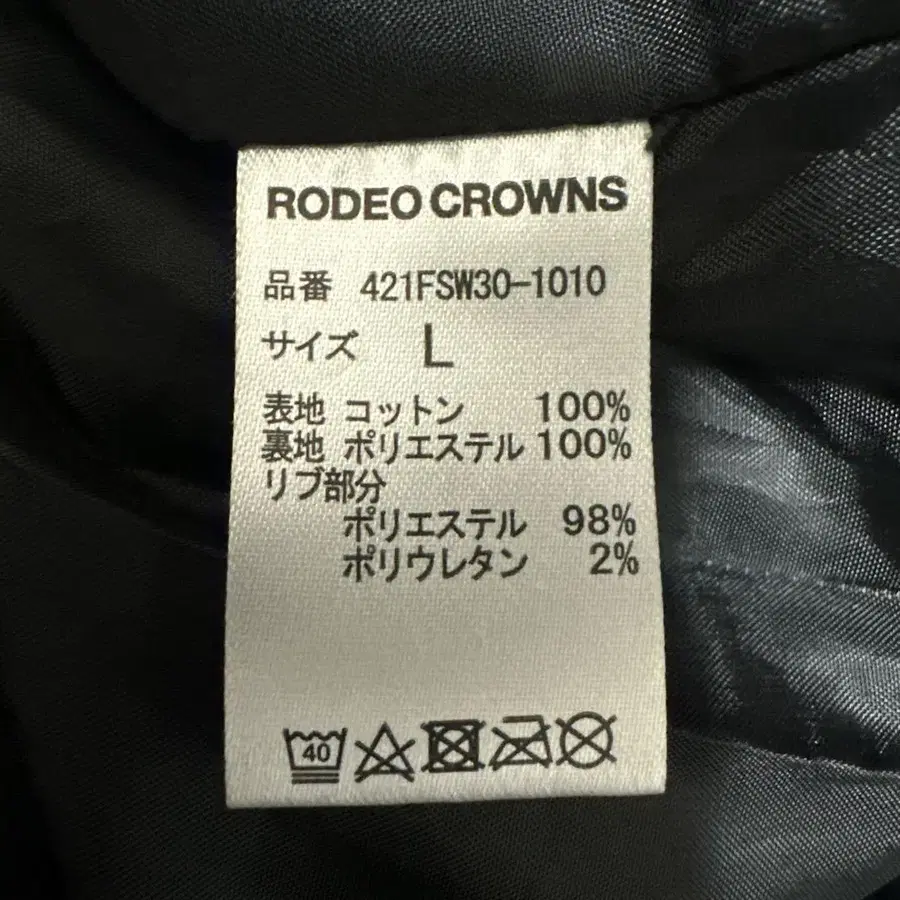 RODEO CROWNS
品番 421FSW30-1010
サイズ L
表地 コットン 100%
裏地 ポリエステル 100%
リブ部分
ポリエステル 98%
ポリウレタン 2%
40